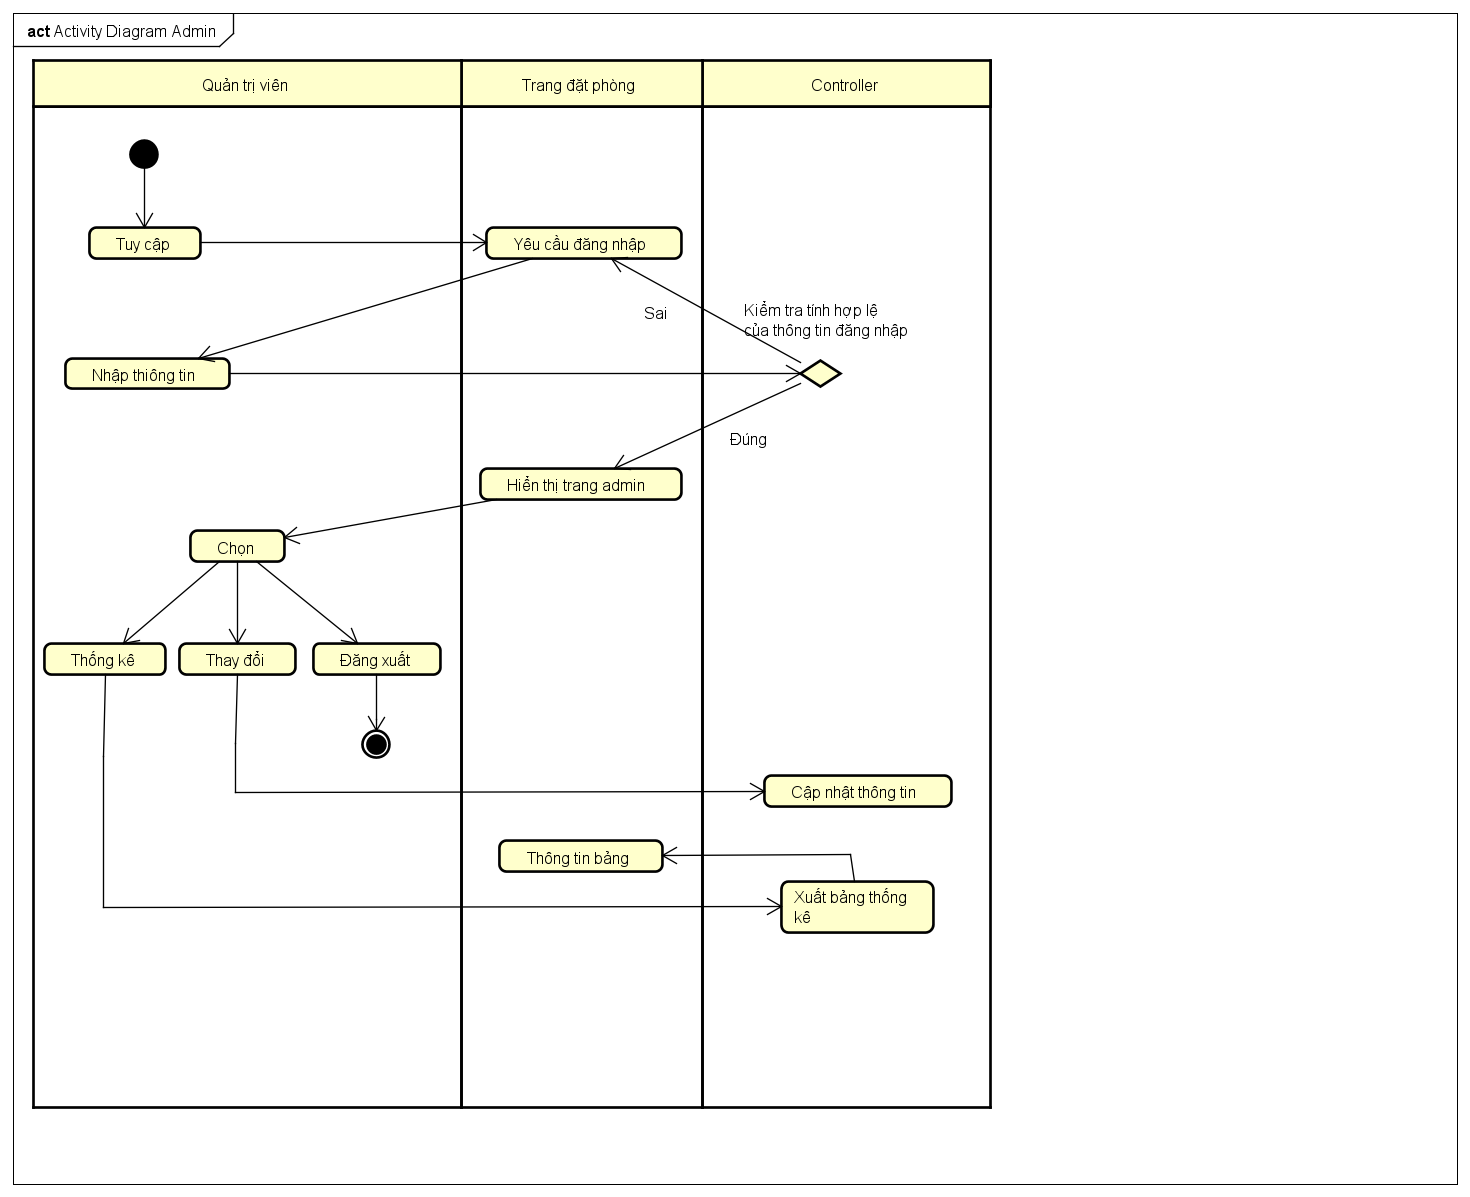 act Activity Diagram Admin
Quản trị viên
Trang đặt phòng
Controller
Tuy cập
Yêu cầu đăng nhập
Sai
Kiểm tra tính hợp lệ
của thông tin đăng nhập
Nhập thiông tin
Đúng
Hiển thị trang admin
Chọn
Thống kê
Thay đổi
Đăng xuất
Cập nhật thông tin
Thông tin bảng
Xuất bảng thống
kê